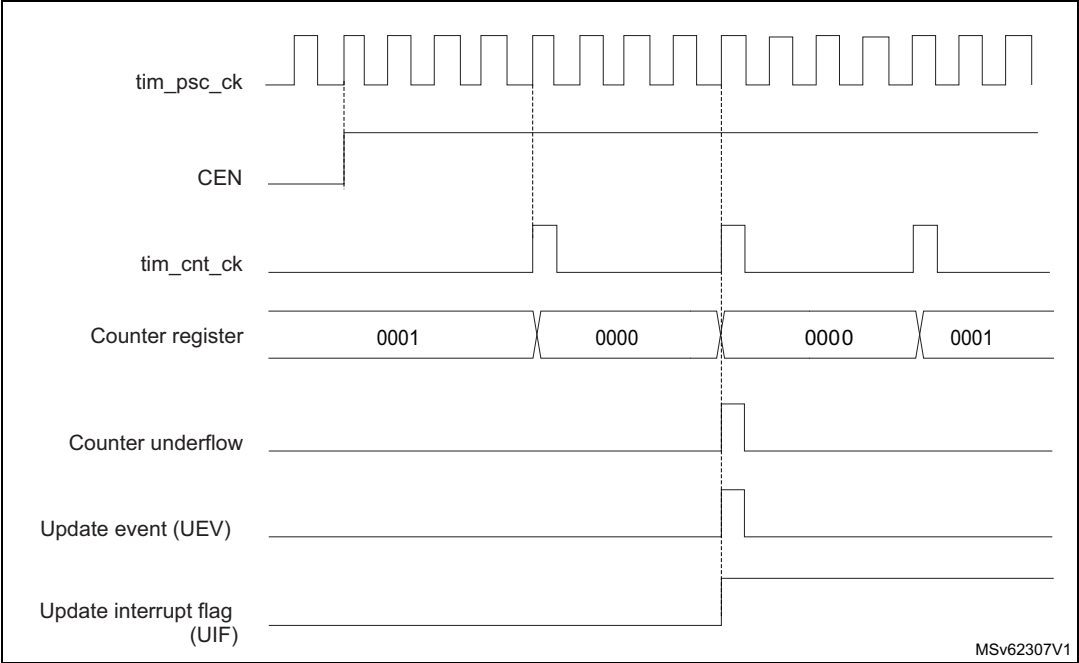 tim_psc_ck
CEN
tim_cnt_ck
Counter register
0001
0000
0000
0001
Counter underflow
Update event (UEV)
Update interrupt flag
(UIF)
MSv62307V1